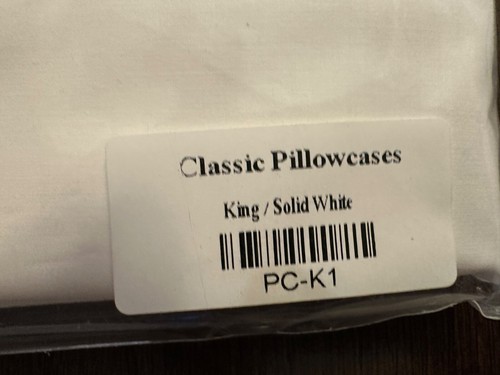 Classic Pillowcases
King / Solid White
PC-K1